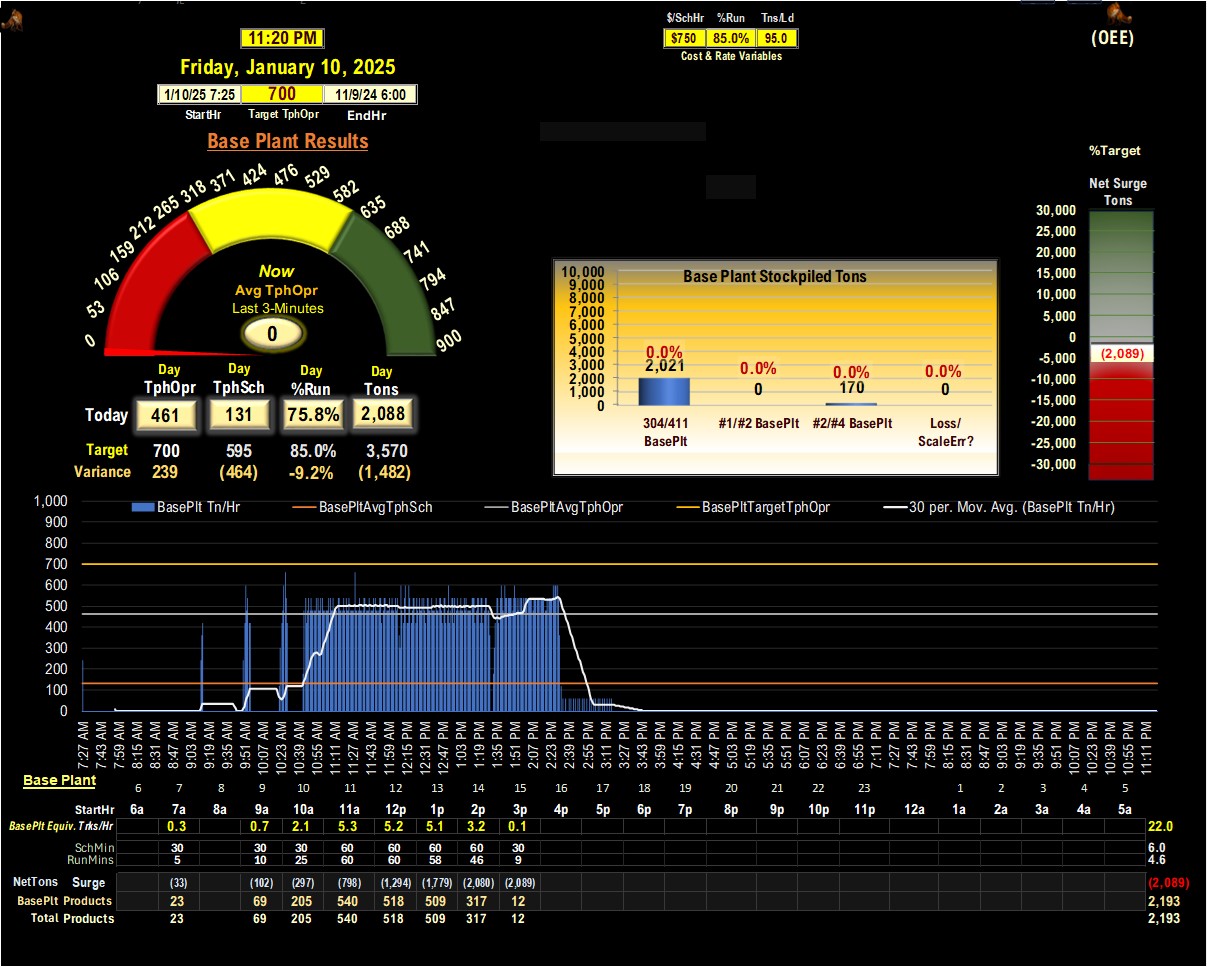 $/SchHr %Run Tns/Ld
11:20 PM
$750 85.0% 95.0
(OEE)
Cost & Rate Variables
Friday, January 10, 2025
1/10/25 7:25 700 11/9/24 6:00
StartHr Target TphOpr EndHr
Base Plant Results
0 53 106 159 212 265 318 371 424 476 529 582 635 688 741 794 847 900
Now
Avg TphOpr
Last 3-Minutes
0
Day Day Day Day
TphOpr TphSch %Run Tons
Today 461 131 75.8% 2,088
Target 700 595 85.0% 3,570
Variance 239 (464) -9.2% (1,482)
Base Plant Stockpiled Tons
10,000
9,000
8,000
7,000
6,000
5,000
4,000
3,000
2,000
1,000
0
0.0% 0.0% 0.0% 0.0%
2,021 0 170 0
304/411 BasePlt
#1/#2 BasePlt
#2/#4 BasePlt
Loss/ ScaleErr?
%Target
Net Surge
Tons
30,000
25,000
20,000
15,000
10,000
5,000
0
-5,000
-10,000
-15,000
-20,000
-25,000
-30,000
(2,089)
BasePlt Tn/Hr BasePltAvgTphSch BasePltAvgTphOpr BasePltTargetTphOpr 30 per. Mov. Avg. (BasePlt Tn/Hr)
1,000
900
800
700
600
500
400
300
200
100
0
7:27 AM 7:43 AM 7:59 AM 8:15 AM 8:31 AM 8:47 AM 9:03 AM 9:19 AM 9:35 AM 9:51 AM 10:07 AM 10:23 AM 10:39 AM 10:55 AM 11:11 AM 11:27 AM 11:43 AM 11:59 AM 12:15 PM 12:31 PM 12:47 PM 1:03 PM 1:19 PM 1:35 PM 1:51 PM 2:07 PM 2:23 PM 2:39 PM 2:55 PM 3:11 PM 3:27 PM 3:43 PM 3:59 PM 4:15 PM 4:31 PM 4:47 PM 5:03 PM 5:19 PM 5:35 PM 5:51 PM 6:07 PM 6:23 PM 6:39 PM 6:55 PM 7:11 PM 7:27 PM 7:43 PM 7:59 PM 8:15 PM 8:31 PM 8:47 PM 9:03 PM 9:19 PM 9:35 PM 9:51 PM 10:07 PM 10:23 PM 10:39 PM 10:55 PM 11:11 PM
Base Plant
6 7 8 9 10 11 12 13 14 15 16 17 18 19 20 21 22 23 1 2 3 4 5
StartHr 6a 7a 8a 9a 10a 11a 12p 1p 2p 3p 4p 5p 6p 7p 8p 9p 10p 11p 12a 1a 2a 3a 4a 5a
BasePlt Equiv. Trks/Hr 0.3 0.7 2.1 5.3 5.2 5.1 3.2 0.1 22.0
SchMin 30 30 30 60 60 60 60 30 6.0
RunMins 5 10 25 60 60 58 46 9 4.6
NetTons Surge (33) (102) (297) (798) (1,294) (1,779) (2,080) (2,089) (2,089)
BasePlt Products 23 69 205 540 518 509 317 12 2,193
Total Products 23 69 205 540 518 509 317 12 2,193